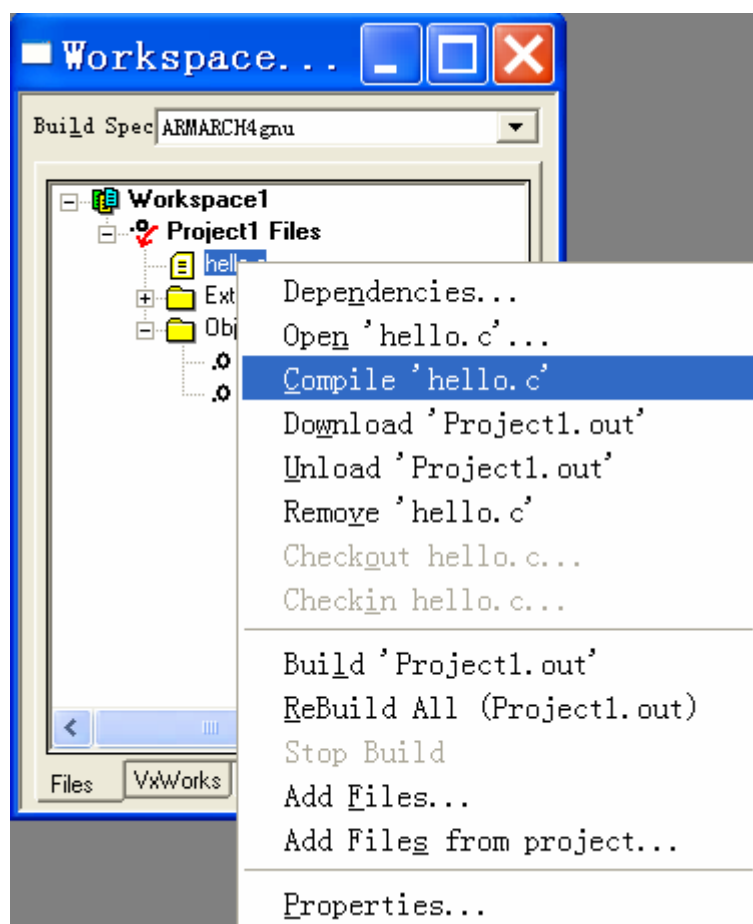 Workspace...
Build Spec ARMARCH4gnu
Workspace1
Project1 Files
Ext
Obj
.o
.o
Files VxWorks
Dependencies...
Open 'hello.c'...
Compile 'hello.c'
Download 'Project1.out'
Unload 'Project1.out'
Remove 'hello.c'
Checkout hello.c...
Checkin hello.c...
Build 'Project1.out'
ReBuild All (Project1.out)
Stop Build
Add Files...
Add Files from project...
Properties...